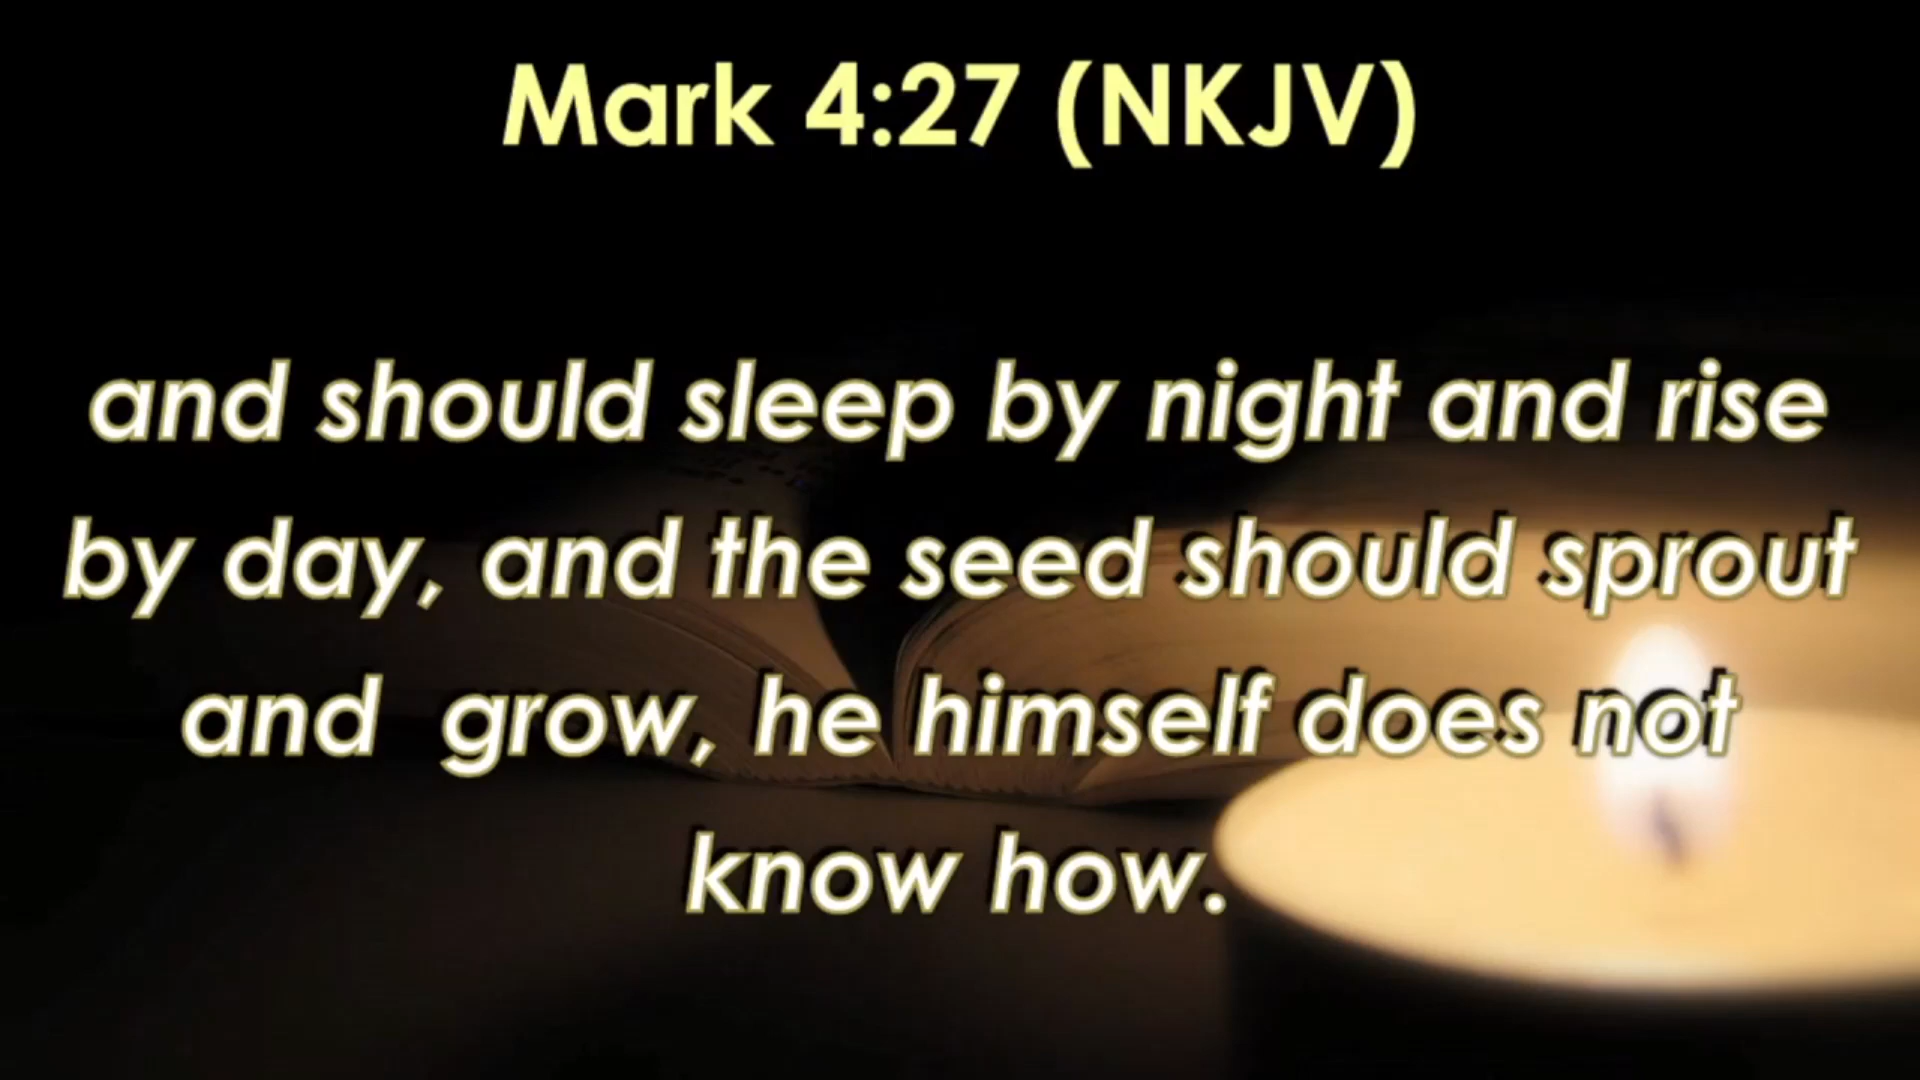 Mark 4:27 (NKJV)
and should sleep by night and rise
by day, and the seed should sprout
and  grow, he himself does not
know how.